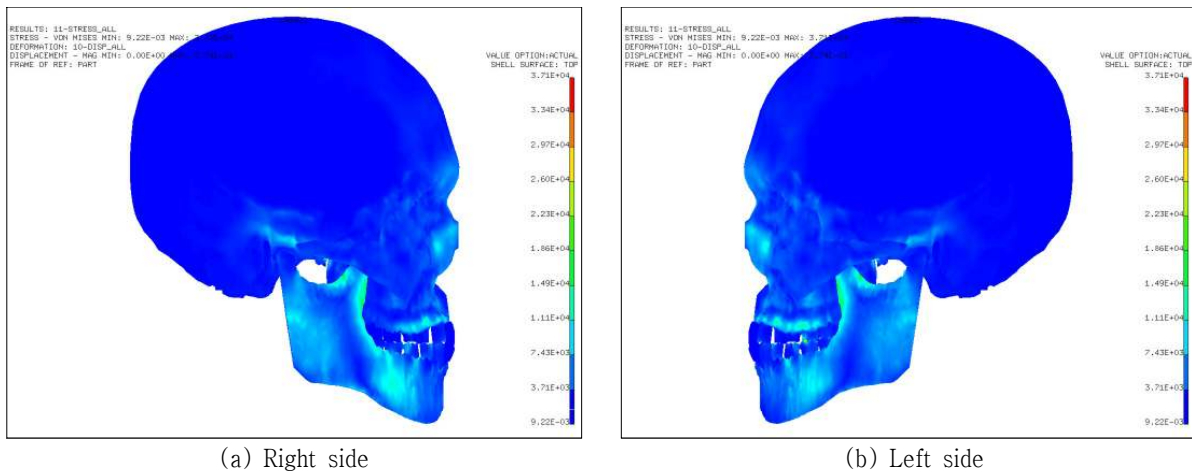 RESULTS: 11-STRESS_ALL
STRESS - VON MISES MIN: 9.22E-03 MAX:
DEFORMATION: 10-DISP_ALL
DISPLACEMENT - MAG MIN: 0.00E+00
FRAME OF REF: PART
VALUE OPTION:ACTUAL
SHELL SURFACE: TOP
3.71E+04
3.34E+04
2.97E+04
2.60E+04
2.23E+04
1.86E+04
1.49E+04
1.11E+04
7.43E+03
3.71E+03
9.22E-03
(a) Right side
RESULTS: 11-STRESS_ALL
STRESS - VON MISES MIN: 9.22E-03 MAX:
DEFORMATION: 10-DISP_ALL
DISPLACEMENT - MAG MIN: 0.00E+00
FRAME OF REF: PART
VALUE OPTION:ACTUAL
SHELL SURFACE: TOP
3.71E+04
3.34E+04
2.97E+04
2.60E+04
2.23E+04
1.86E+04
1.49E+04
1.11E+04
7.43E+03
3.71E+03
9.22E-03
(b) Left side